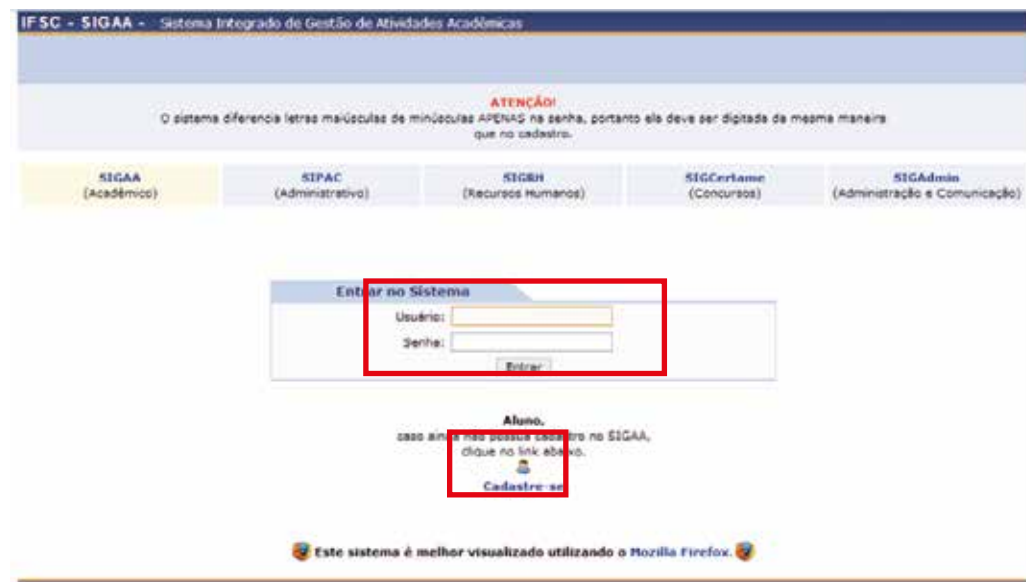 IFSC - SIGAA - Sistema Integrado de Gestão de Atividades Acadêmicas
ATENÇÃO!
O sistema diferencia letras maiúsculas de minúsculas APENAS na senha, portanto ela deve ser digitada da mesma maneira
que no cadastro.
SIGAA SIPAC SIGRH SIGCertame SIGAdmin
(Acadêmico) (Administrativo) (Recursos Humanos) (Concursos) (Administração e Comunicação)
Entrar no Sistema
Usuário:
Senha:
Entrar
Aluno,
caso ainda não possua cadastro no SIGAA,
clique no link abaixo.
Cadastre-se
Este sistema é melhor visualizado utilizando o Mozilla Firefox.